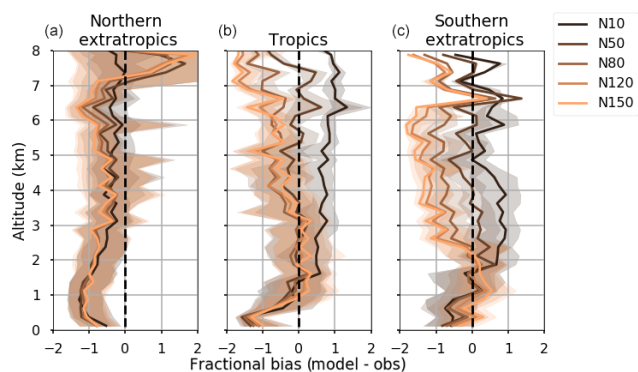 (a) Northern extratropics
(b) Tropics
(c) Southern extratropics
N10
N50
N80
N120
N150
Altitude (km)
8
7
6
5
4
3
2
1
0
−2 −1 0 1 2
−2 −1 0 1 2
−2 −1 0 1 2
Fractional bias (model - obs)